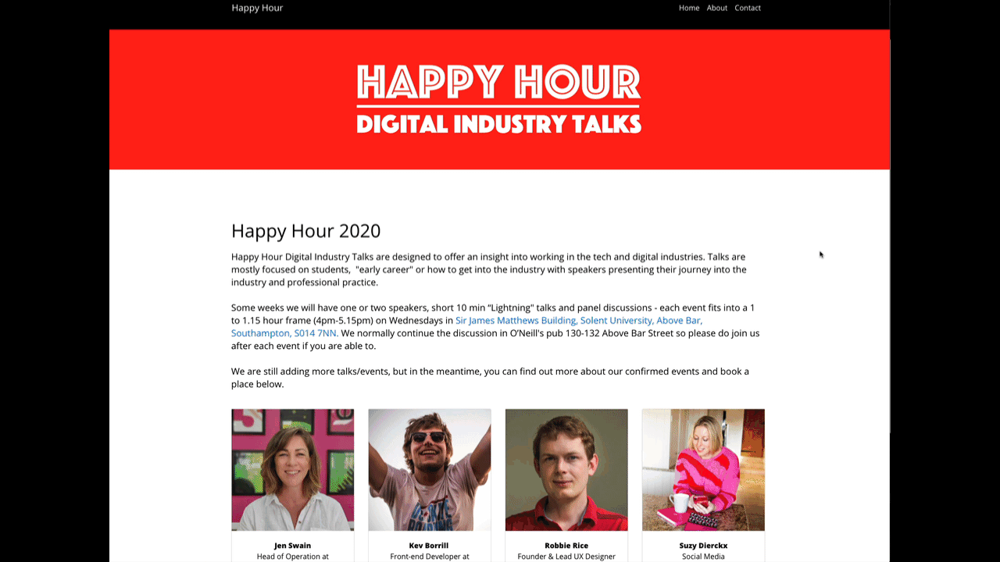 Happy Hour
Home About Contact
HAPPY HOUR
DIGITAL INDUSTRY TALKS
Happy Hour 2020
Happy Hour Digital Industry Talks are designed to offer an insight into working in the tech and digital industries. Talks are
mostly focused on students,  "early career" or how to get into the industry with speakers presenting their journey into the
industry and professional practice.
Some weeks we will have one or two speakers, short 10 min “Lightning" talks and panel discussions - each event fits into a 1
to 1.15 hour frame (4pm-5.15pm) on Wednesdays in Sir James Matthews Building, Solent University, Above Bar,
Southampton, S014 7NN. We normally continue the discussion in O’Neill's pub 130-132 Above Bar Street so please do join us
after each event if you are able to.
We are still adding more talks/events, but in the meantime, you can find out more about our confirmed events and book a
place below.
Jen Swain
Head of Operation at
Kev Borrill
Front-end Developer at
Robbie Rice
Founder & Lead UX Designer
Suzy Dierckx
Social Media